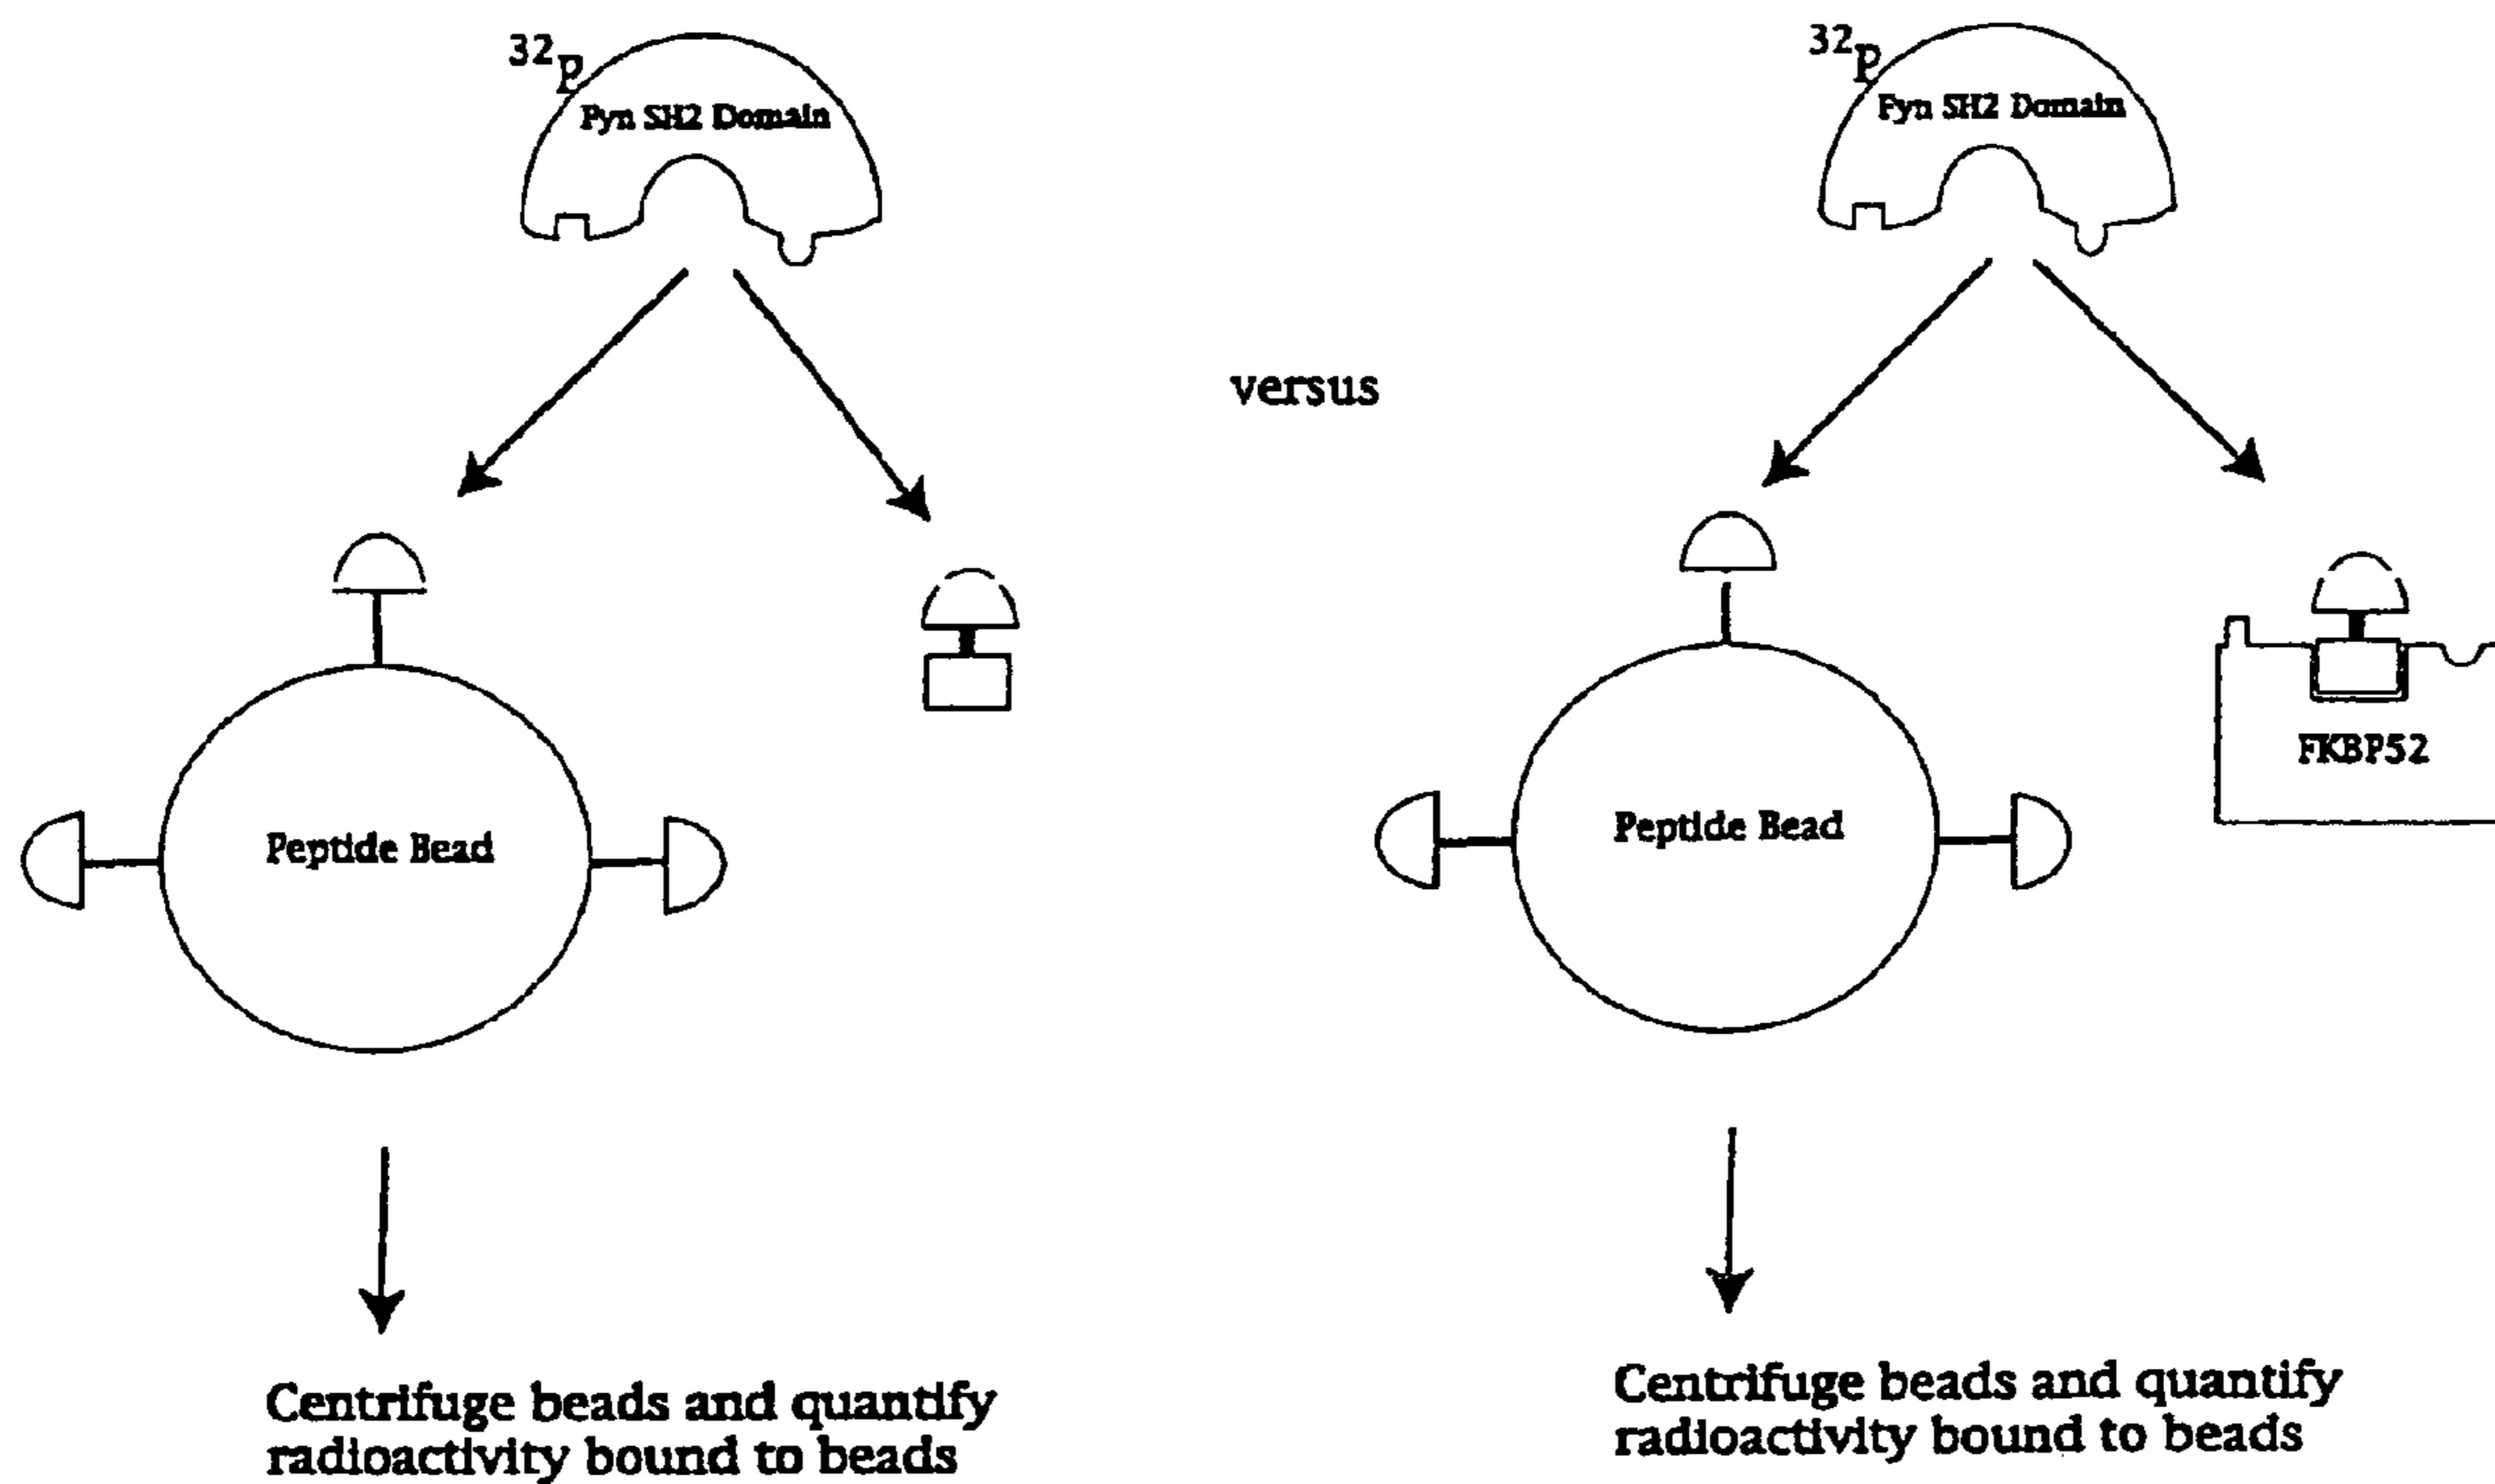 32p
Fyn SH2 Domain
32p
Fyn SH2 Domain
versus
Peptide Bead
Peptide Bead
FKBP52
Centrifuge beads and quantify
radioactivity bound to beads
Centrifuge beads and quantify
radioactivity bound to beads